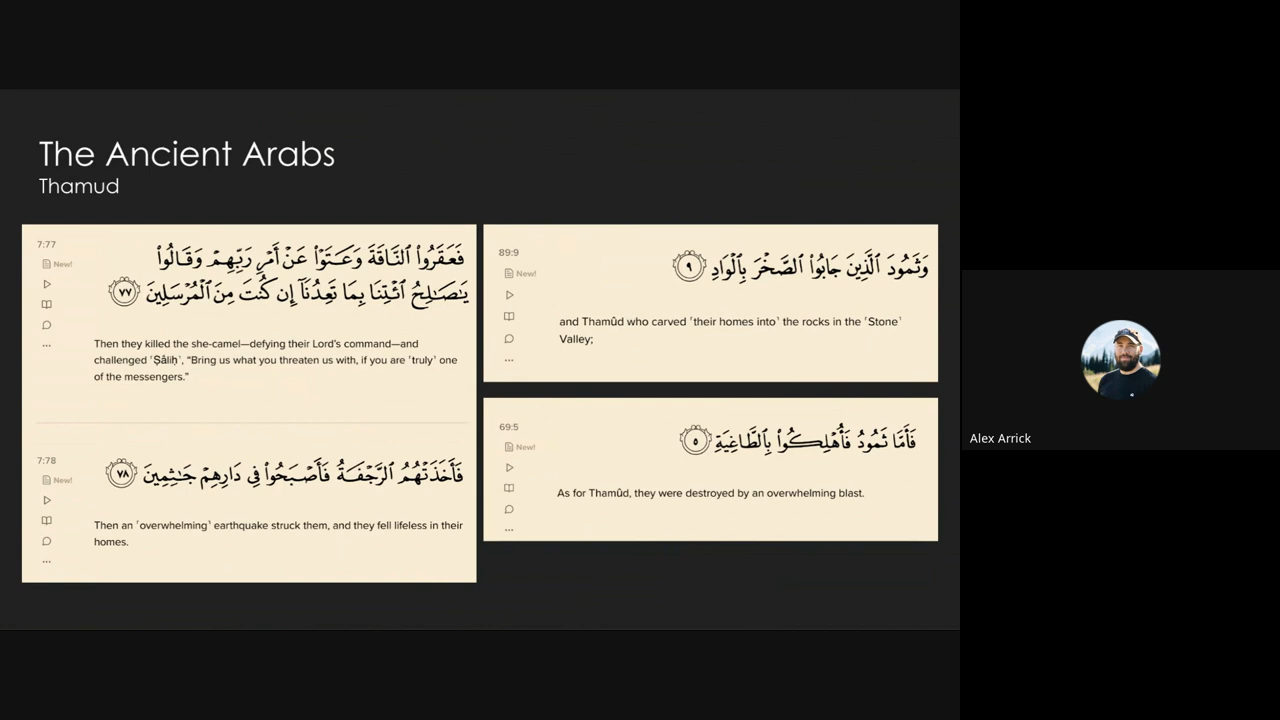 The Ancient Arabs
Thamud
7:77
New!
فَعَقَرُوا۟ ٱلنَّاقَةَ وَعَتَوْا۟ عَنْ أَمْرِ رَبِّهِمْ وَقَالُوا۟
يَـٰصَـٰلِحُ ٱئْتِنَا بِمَا تَعِدُنَآ إِن كُنتَ مِنَ ٱلْمُرْسَلِينَ ٧٧
Then they killed the she-camel—defying their Lord’s command—and
challenged ˹Ṣâliḥ˺, “Bring us what you threaten us with, if you are ˹truly˺ one
of the messengers.”
7:78
New!
فَأَخَذَتْهُمُ ٱلرَّجْفَةُ فَأَصْبَحُوا۟ فِى دَارِهِمْ جَـٰثِمِينَ ٧٨
Then an ˹overwhelming˺ earthquake struck them, and they fell lifeless in their
homes.
89:9
New!
وَثَمُودَ ٱلَّذِينَ جَابُوا۟ ٱلصَّخْرَ بِٱلْوَادِ ٩
and Thamûd who carved ˹their homes into˺ the rocks in the ˹Stone˺
Valley;
69:5
New!
فَأَمَّا ثَمُودُ فَأُهْلِكُوا۟ بِٱلطَّاغِيَةِ ٥
As for Thamûd, they were destroyed by an overwhelming blast.
Alex Arrick